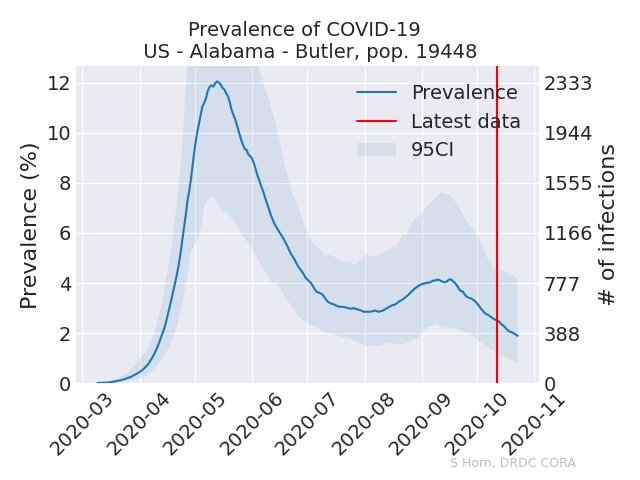 Prevalence of COVID-19
US - Alabama - Butler, pop. 19448
Prevalence (%)
12
10
8
6
4
2
0
Prevalence
Latest data
95CI
2333
1944
1555
1166
777
388
0
# of infections
2020-03
2020-04
2020-05
2020-06
2020-07
2020-08
2020-09
2020-10
2020-11
S Horn, DRDC CORA